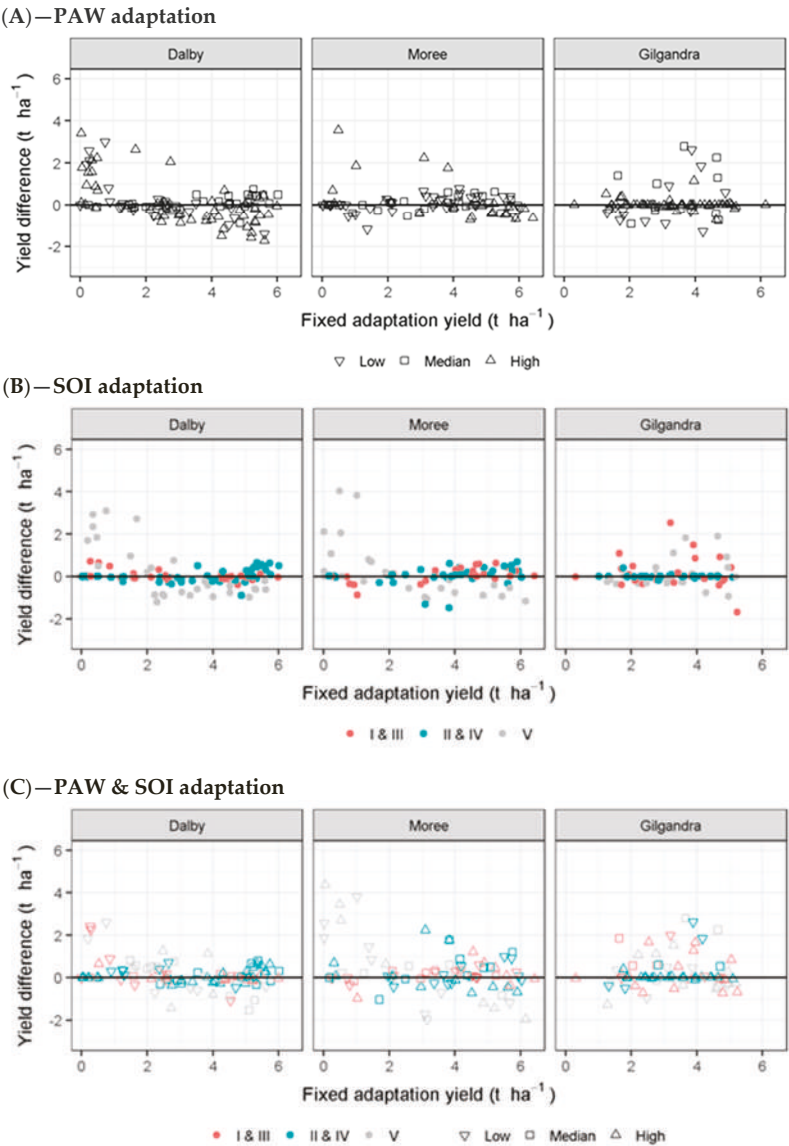 (A)—PAW adaptation
Dalby Moree Gilgandra
6
4
2
0
-2
Yield difference (t ha⁻¹)
0 2 4 6 0 2 4 6 0 2 4 6
Fixed adaptation yield (t ha⁻¹)
Low Median High
(B)—SOI adaptation
Dalby Moree Gilgandra
6
4
2
0
-2
Yield difference (t ha⁻¹)
0 2 4 6 0 2 4 6 0 2 4 6
Fixed adaptation yield (t ha⁻¹)
I & III II & IV V
(C)—PAW & SOI adaptation
Dalby Moree Gilgandra
6
4
2
0
-2
Yield difference (t ha⁻¹)
0 2 4 6 0 2 4 6 0 2 4 6
Fixed adaptation yield (t ha⁻¹)
I & III II & IV V Low Median High